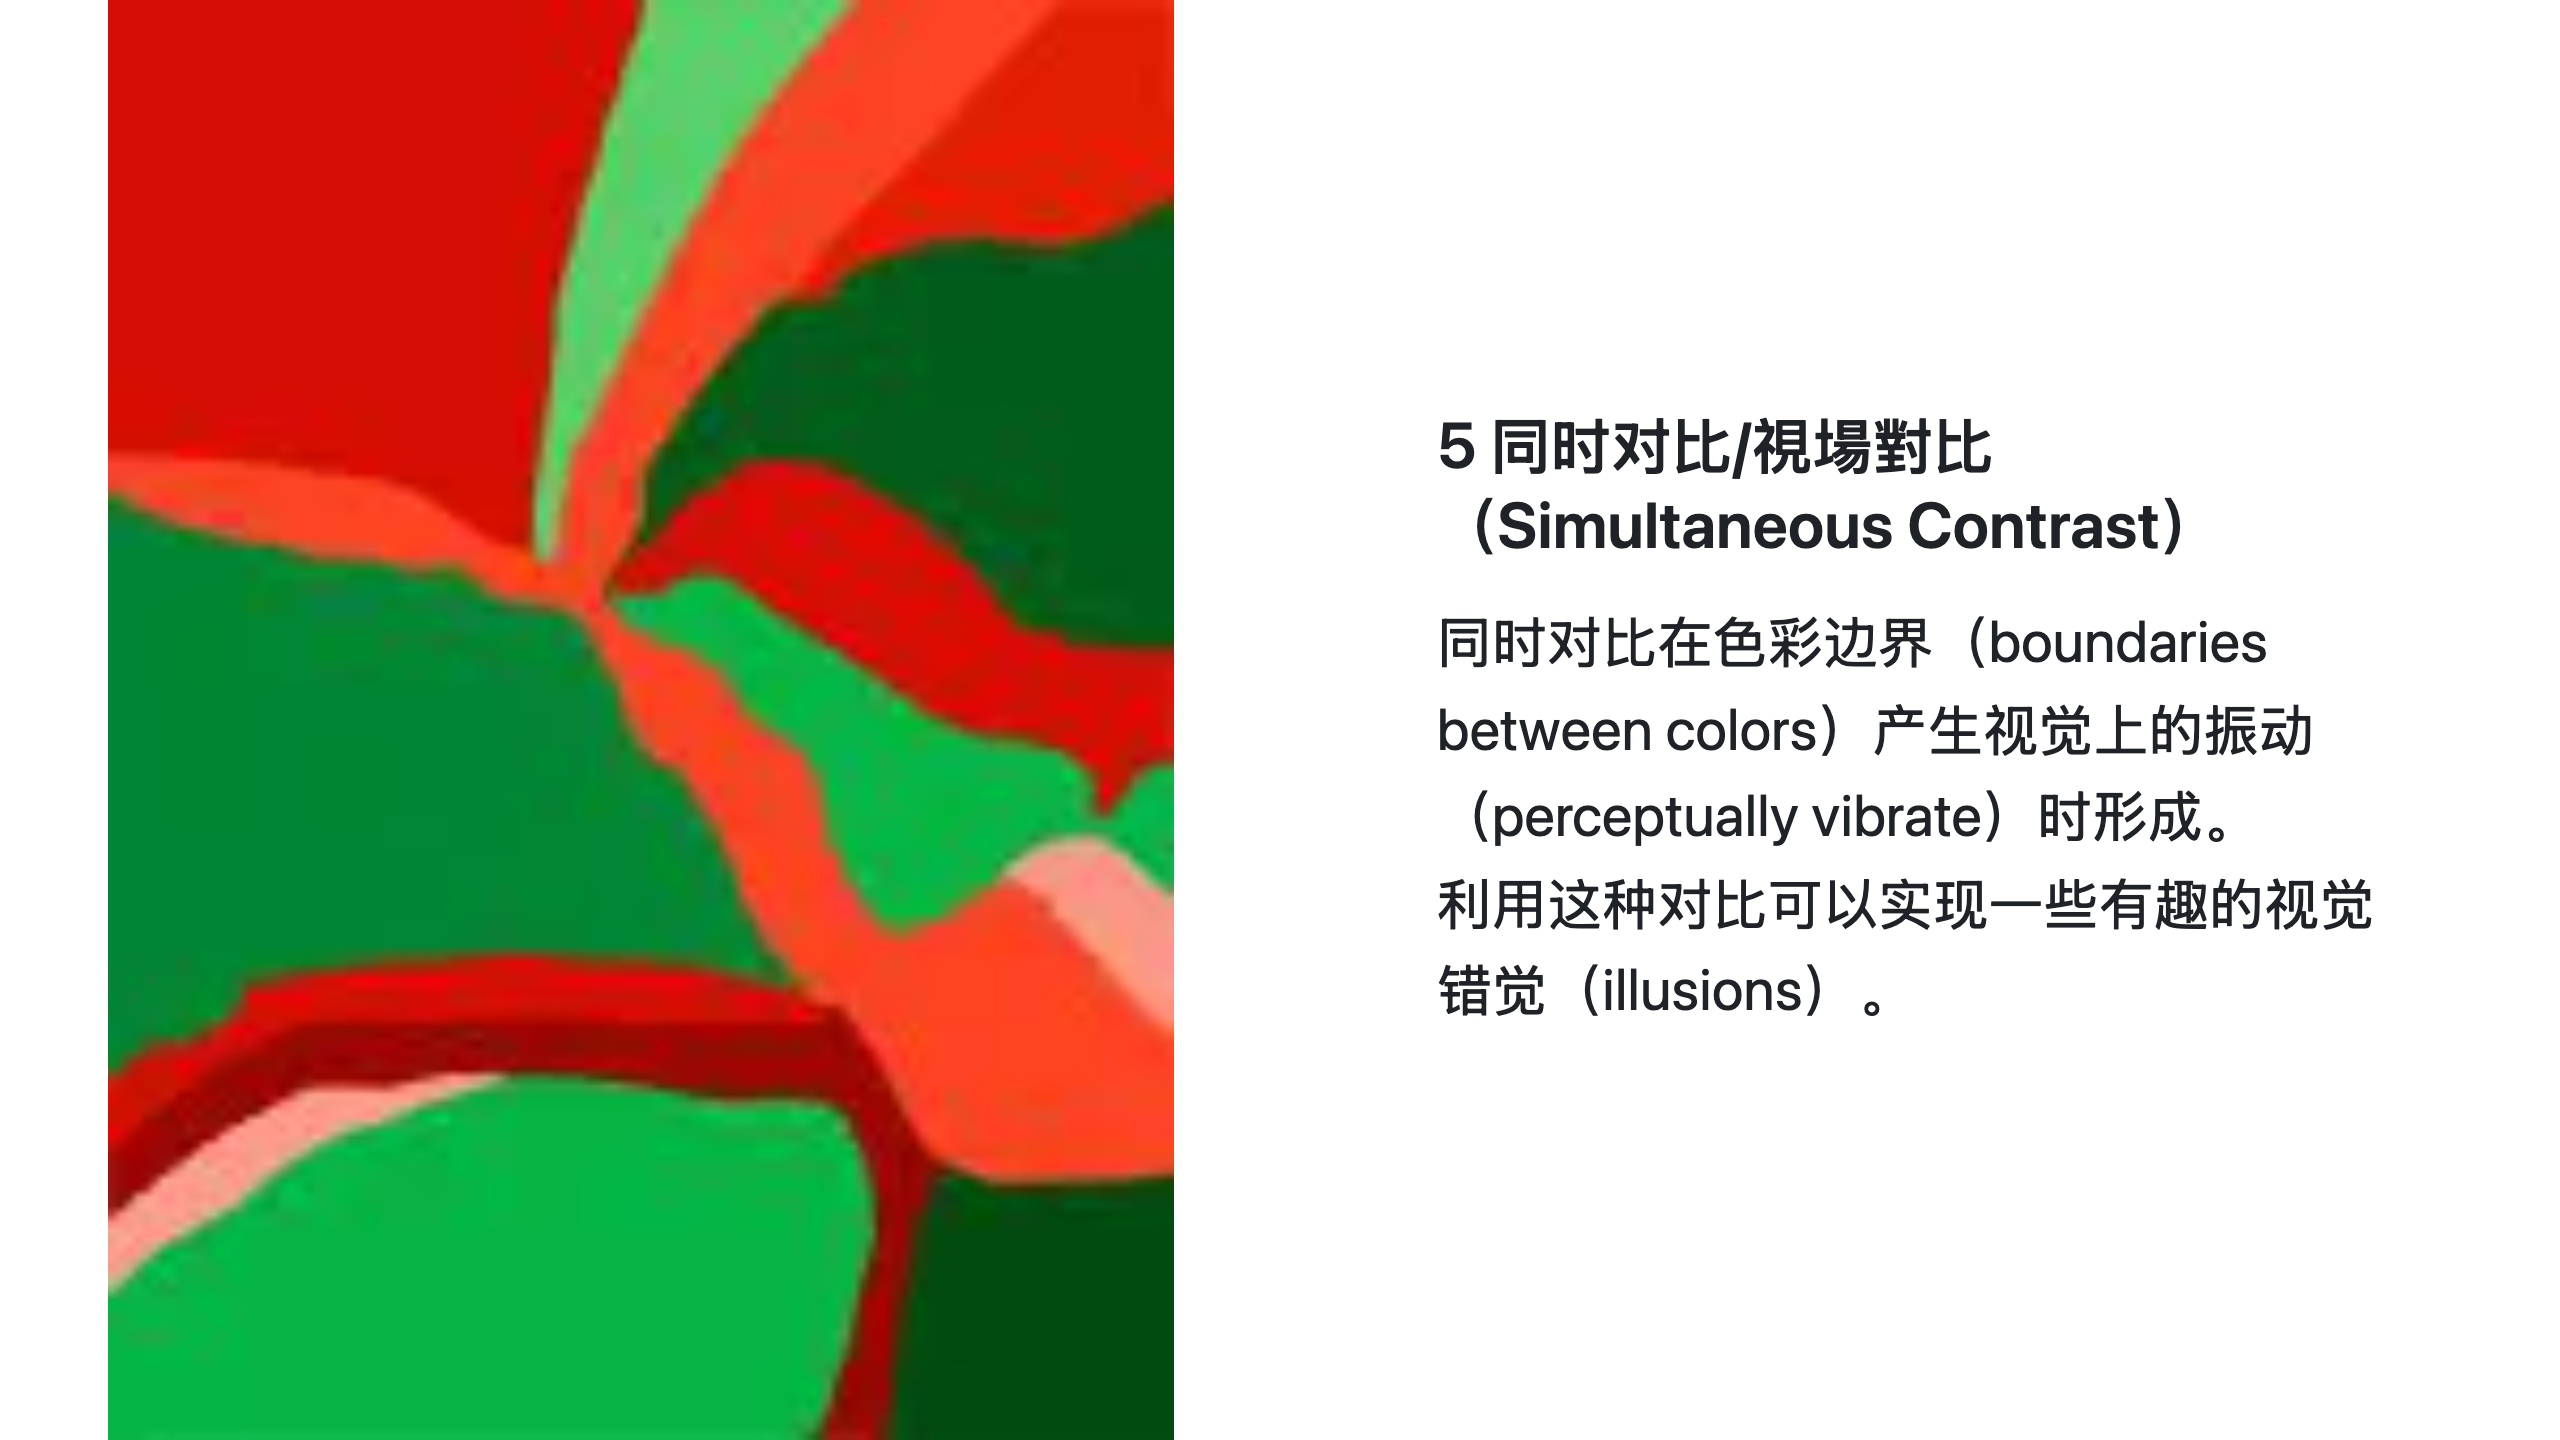 5 同时对比/視場對比
（Simultaneous Contrast）
同时对比在色彩边界（boundaries
between colors）产生视觉上的振动
（perceptually vibrate）时形成。
利用这种对比可以实现一些有趣的视觉
错觉（illusions）。